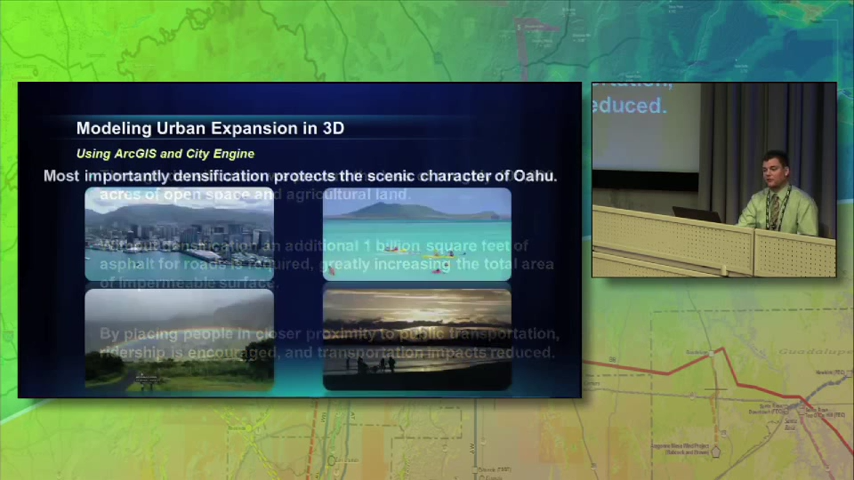 Modeling Urban Expansion in 3D
Using ArcGIS and City Engine
Most importantly densification protects the scenic character of Oahu.
acres of open space and agricultural land.
Without densification an additional 1 billion square feet of
asphalt for roads is required, greatly increasing the total area
of impermeable surface.
By placing people in closer proximity to public transportation,
ridership is encouraged, and transportation impacts reduced.
educed.